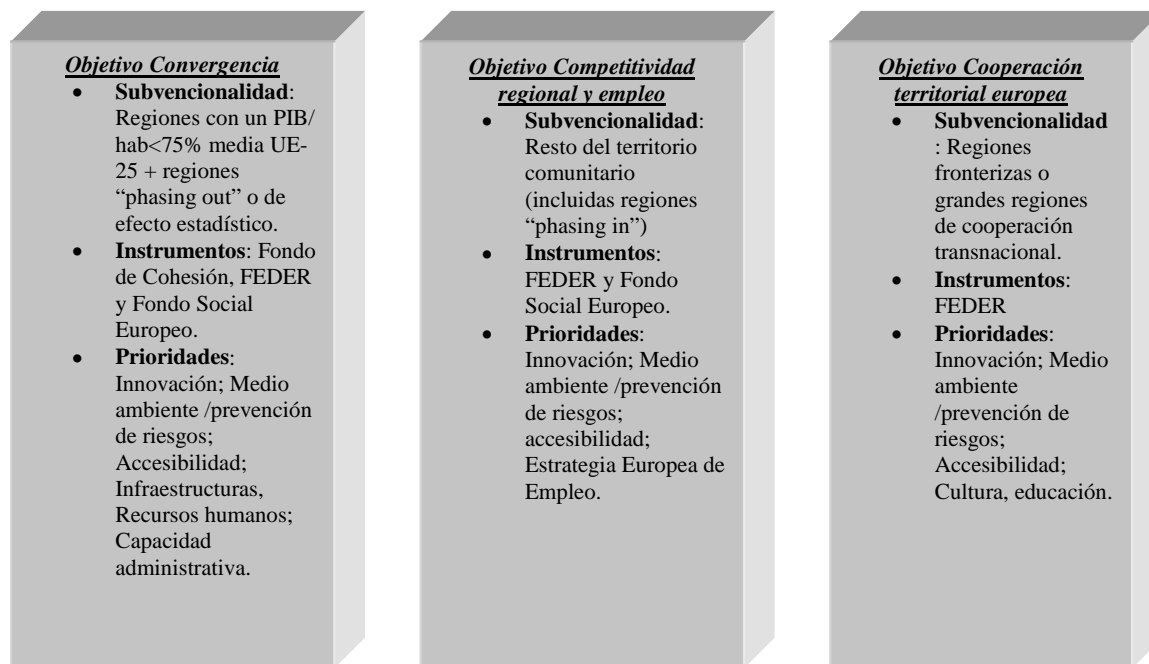 Objetivo Convergencia
• Subvencionalidad:
Regiones con un PIB/
hab<75% media UE-
25 + regiones
“phasing out” o de
efecto estadístico.
• Instrumentos: Fondo
de Cohesión, FEDER
y Fondo Social
Europeo.
• Prioridades:
Innovación; Medio
ambiente /prevención
de riesgos;
Accesibilidad;
Infraestructuras,
Recursos humanos;
Capacidad
administrativa.
Objetivo Competitividad
regional y empleo
• Subvencionalidad:
Resto del territorio
comunitario
(incluidas regiones
“phasing in”)
• Instrumentos:
FEDER y Fondo
Social Europeo.
• Prioridades:
Innovación; Medio
ambiente /prevención
de riesgos;
accesibilidad;
Estrategia Europea de
Empleo.
Objetivo Cooperación
territorial europea
• Subvencionalidad
: Regiones
fronterizas o
grandes regiones
de cooperación
transnacional.
• Instrumentos:
FEDER
• Prioridades:
Innovación; Medio
ambiente
/prevención de
riesgos;
Accesibilidad;
Cultura, educación.